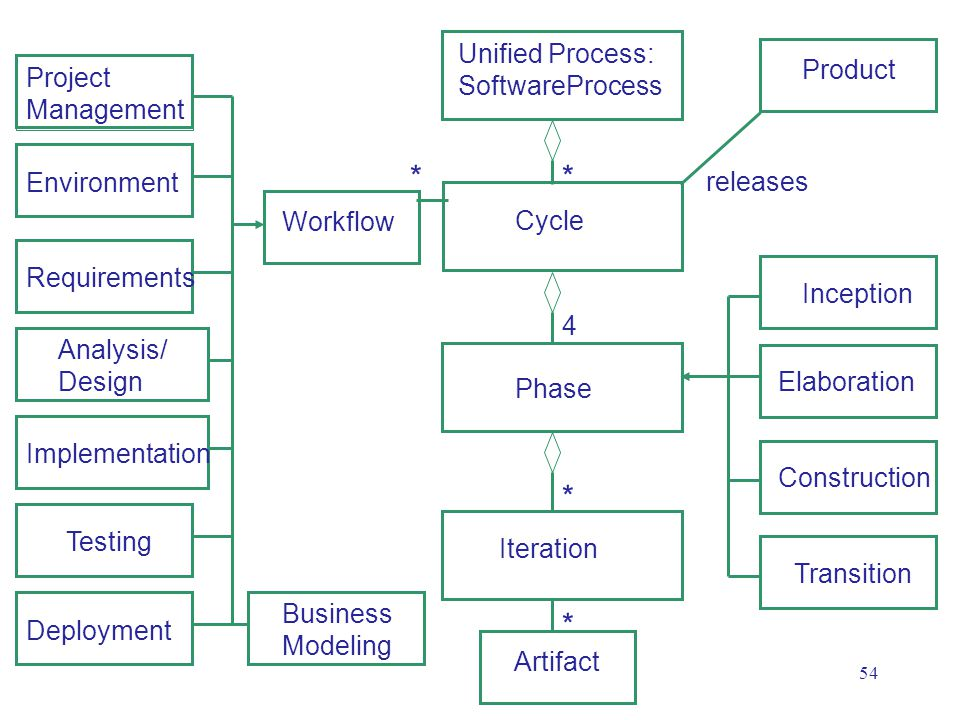 Unified Process:
SoftwareProcess
Product
Project
Management
Environment
*
*
releases
Workflow
Cycle
Requirements
Inception
4
Analysis/
Design
Phase
Elaboration
Implementation
Construction
*
Testing
Iteration
Transition
Deployment
Business
Modeling
*
Artifact
54